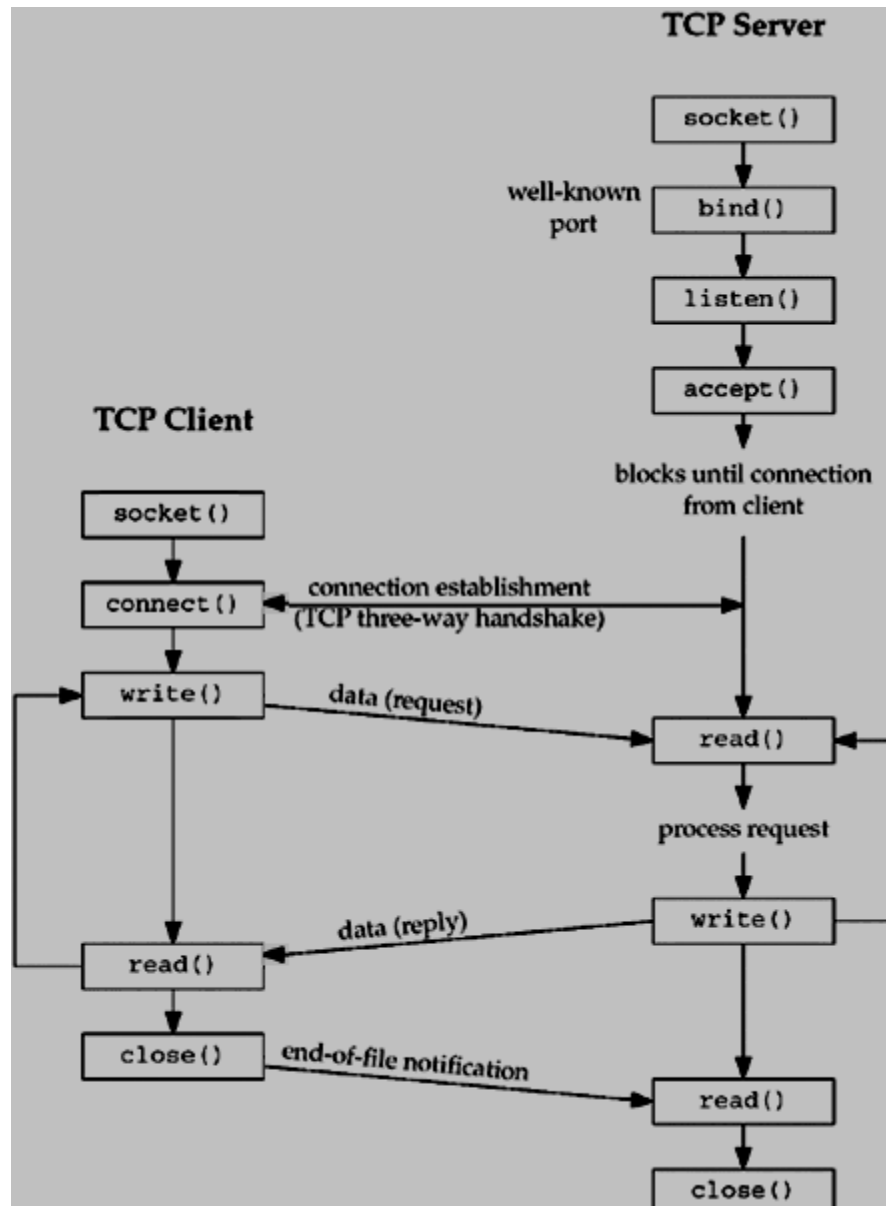 TCP Server
socket()
well-known
port
bind()
listen()
accept()
blocks until connection
from client
TCP Client
socket()
connect()
connection establishment
(TCP three-way handshake)
write()
data (request)
read()
process request
write()
data (reply)
read()
close()
end-of-file notification
read()
close()